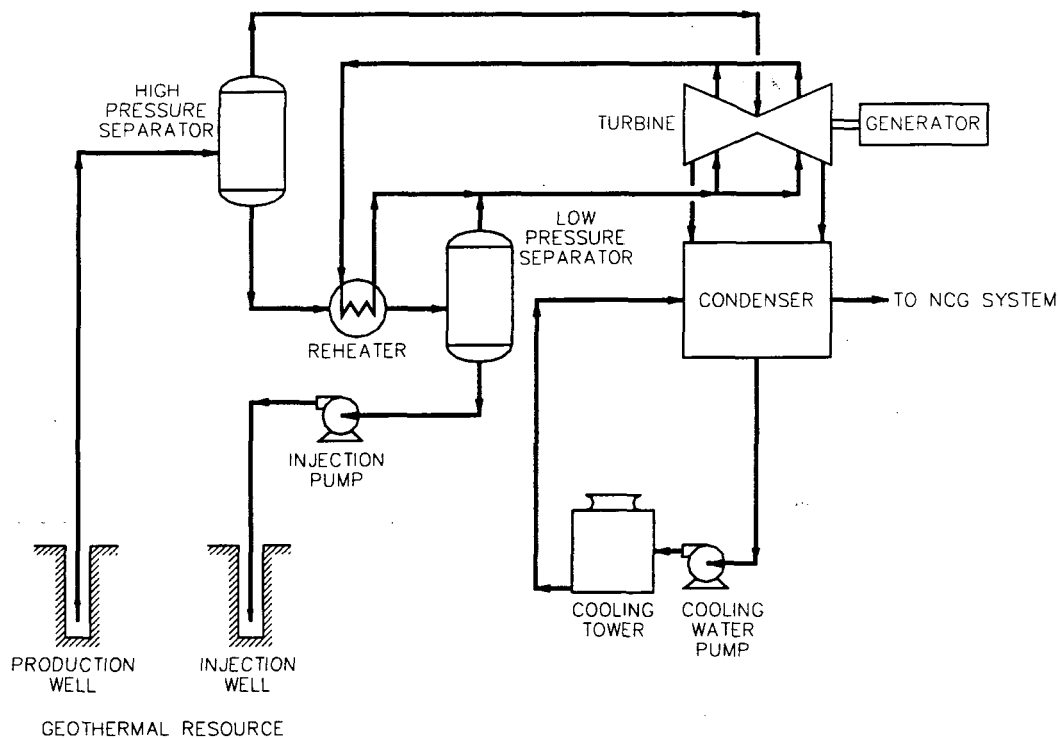 HIGH
PRESSURE
SEPARATOR
TURBINE
GENERATOR
LOW
PRESSURE
SEPARATOR
CONDENSER
TO NCG SYSTEM
REHEATER
INJECTION
PUMP
COOLING
TOWER
COOLING
WATER
PUMP
PRODUCTION
WELL
INJECTION
WELL
GEOTHERMAL RESOURCE